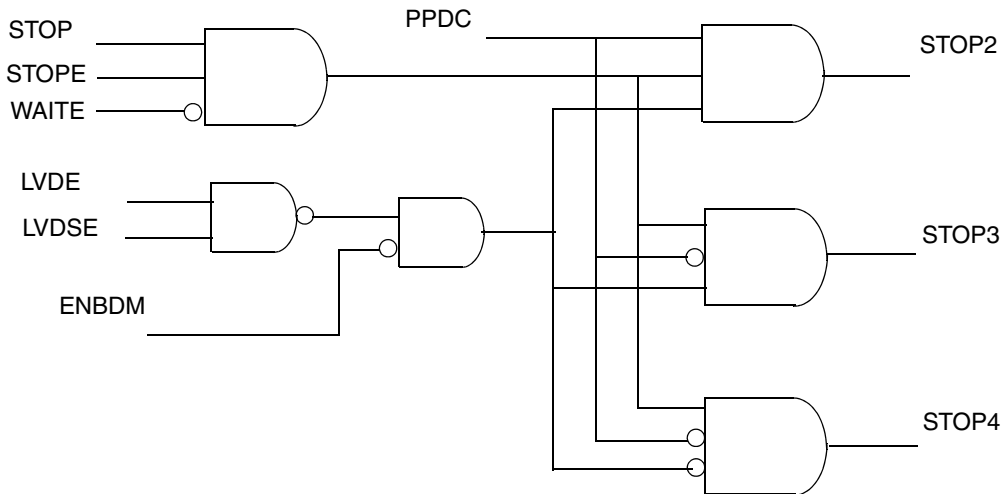 STOP
STOPE
WAITE
LVDE
LVDSE
ENBDM
PPDC
STOP2
STOP3
STOP4